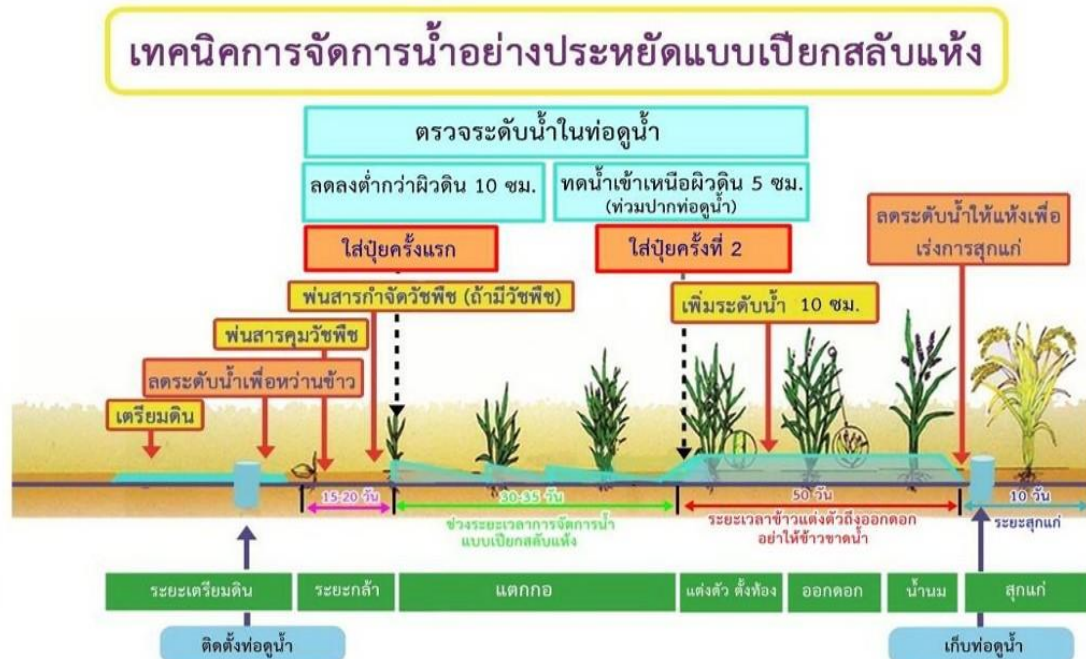 เทคนิคการจัดการน้ำอย่างประหยัดแบบเปียกสลับแห้ง
ตรวจระดับน้ำในท่อดูน้ำ
ลดลงต่ำกว่าผิวดิน 10 ซม.
ทดน้ำเข้าเหนือผิวดิน 5 ซม.
(ท่วมปากท่อดูน้ำ)
ใส่ปุ๋ยครั้งแรก
ใส่ปุ๋ยครั้งที่ 2
ลดระดับน้ำให้แห้งเพื่อ
เร่งการสุกแก่
พ่นสารกำจัดวัชพืช (ถ้ามีวัชพืช)
เพิ่มระดับน้ำ 10 ซม.
พ่นสารคุมวัชพืช
ลดระดับน้ำเพื่อหว่านข้าว
เตรียมดิน
15-20 วัน
30-35 วัน
50 วัน
10 วัน
ช่วงระยะเวลาการจัดการน้ำ
แบบเปียกสลับแห้ง
ระยะเวลาข้าวแต่งตัวถึงออกดอก
อย่าให้ข้าวขาดน้ำ
ระยะสุกแก่
ระยะเตรียมดิน
ระยะกล้า
แตกกอ
แต่งตัว ตั้งท้อง
ออกดอก
น้ำนม
สุกแก่
ติดตั้งท่อดูน้ำ
เก็บท่อดูน้ำ